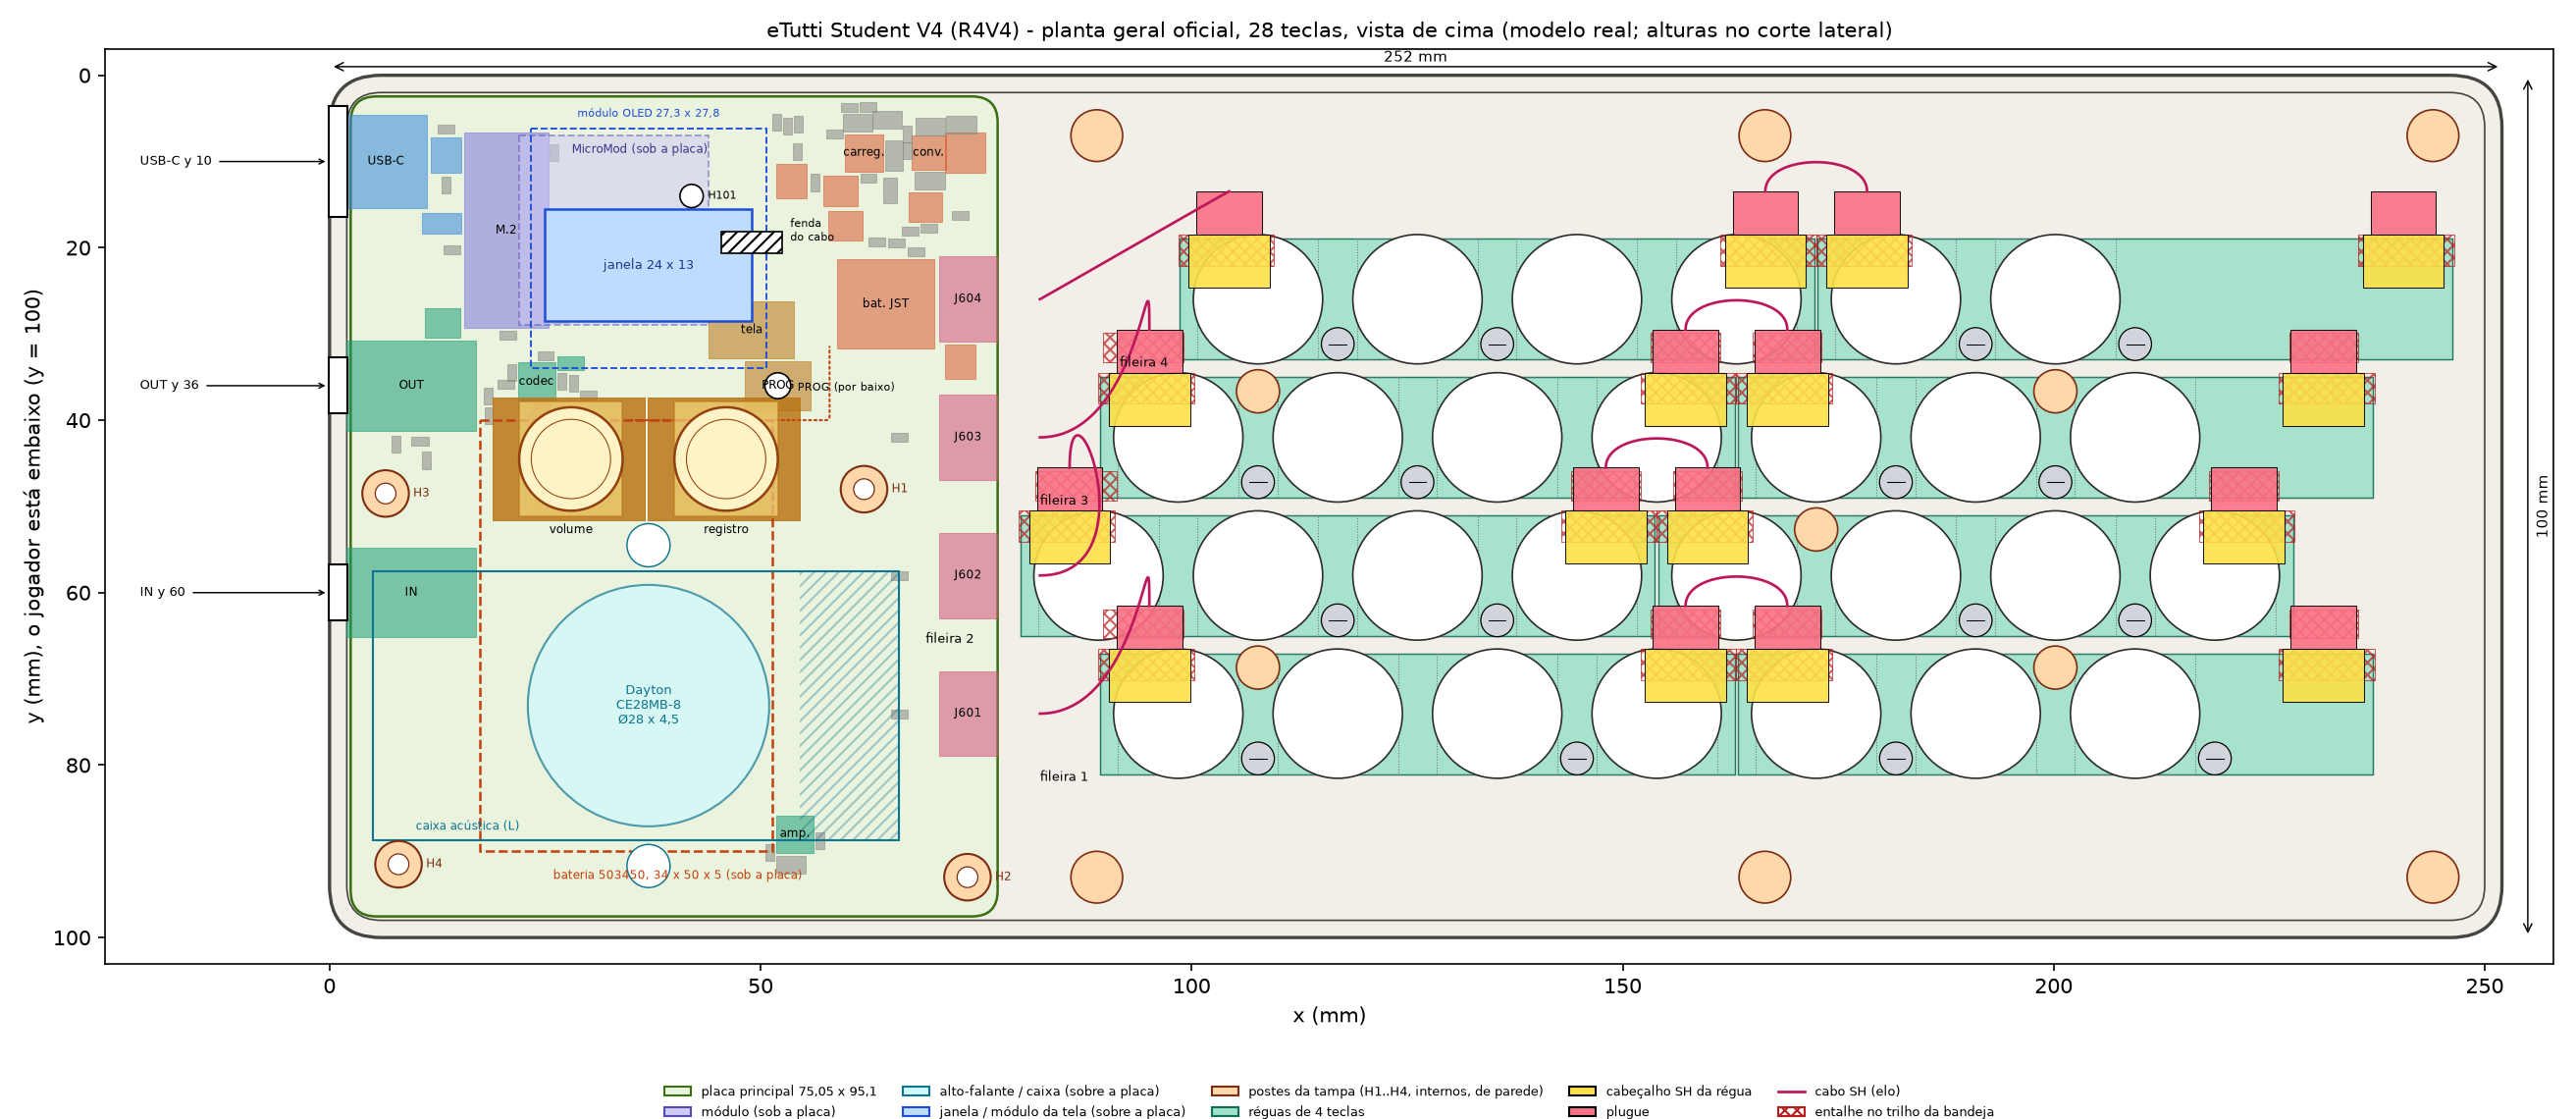 eTutti Student V4 (R4V4) - planta geral oficial, 28 teclas, vista de cima (modelo real; alturas no corte lateral)
252 mm
0
20
40
60
80
100
y (mm), o jogador está embaixo (y = 100)
USB-C y 10
OUT y 36
IN y 60
módulo OLED 27,3 x 27,8
USB-C
MicroMod (sob a placa)
carreg.
conv.
H101
M.2
fenda
do cabo
janela 24 x 13
bat. JST
J604
tela
fileira 4
OUT
codec
PROG
PROG (por baixo)
J603
H3
H1
fileira 3
volume
registro
J602
IN
fileira 2
Dayton
CE28MB-8
Ø28 x 4,5
J601
fileira 1
caixa acústica (L)
amp.
H4
bateria 503450, 34 x 50 x 5 (sob a placa)
H2
100 mm
0
50
100
150
200
250
x (mm)
placa principal 75,05 x 95,1
módulo (sob a placa)
alto-falante / caixa (sobre a placa)
janela / módulo da tela (sobre a placa)
postes da tampa (H1..H4, internos, de parede)
réguas de 4 teclas
cabeçalho SH da régua
plugue
cabo SH (elo)
entalhe no trilho da bandeja